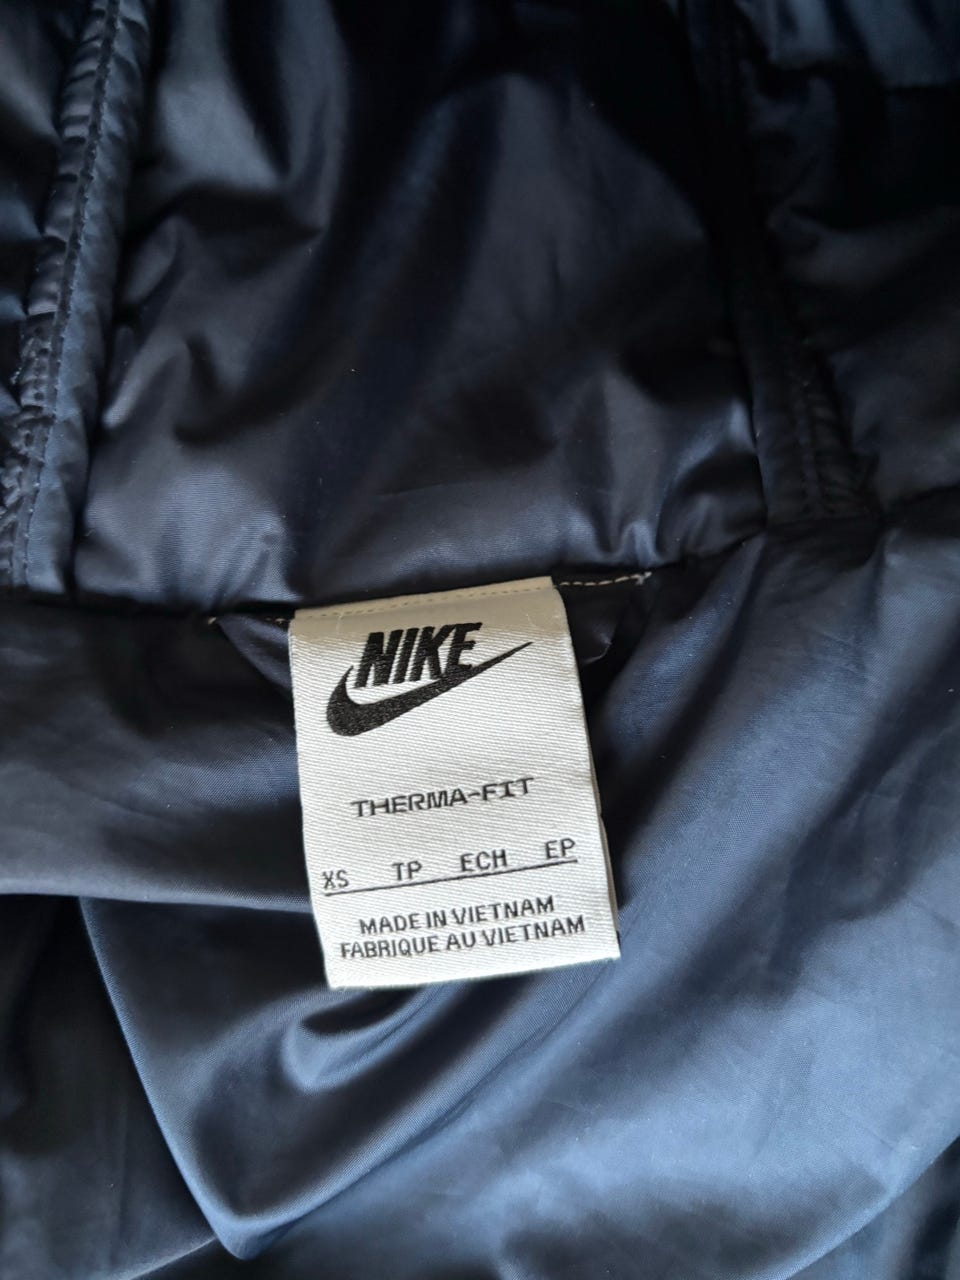 NIKE
THERMA-FIT
XS TP ECH EP
MADE IN VIETNAM
FABRIQUE AU VIETNAM